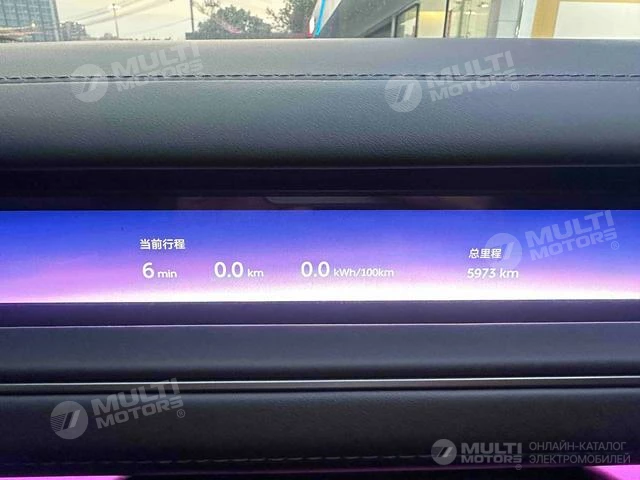 MULTI
MOTORS®
MULTI
MOTORS®
当前行程
6 min 0.0 km 0.0 kWh/100km
总里程
5973 km
MULTI
MOTORS®
MULTI
MOTORS®
MULTI
MOTORS®
ОНЛАЙН-КАТАЛОГ
ЭЛЕКТРОМОБИЛЕЙ